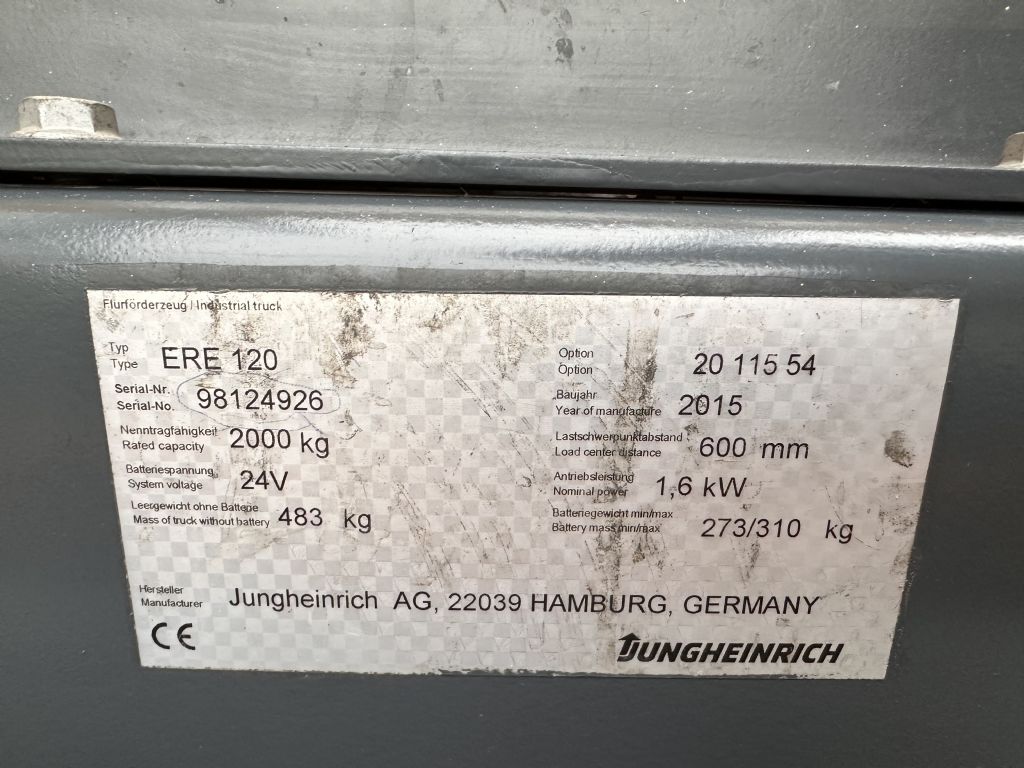 Flurförderzeug / Industrial truck
Typ
Type ERE 120
Option
Option 20 115 54
Serial-Nr.
Serial-No. 98124926
Baujahr
Year of manufacture 2015
Nenntragfähigkeit
Rated capacity 2000 kg
Lastschwerpunktabstand
Load center distance 600 mm
Batteriespannung
System voltage 24V
Antriebsleistung
Nominal power 1,6 kW
Leergewicht ohne Batterie
Mass of truck without battery 483 kg
Batteriegewicht min/max
Battery mass min/max 273/310 kg
Hersteller
Manufacturer Jungheinrich AG, 22039 HAMBURG, GERMANY
CE
JUNGHEINRICH